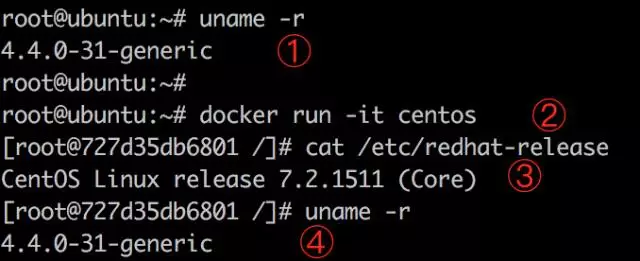 root@ubuntu:~# uname -r
4.4.0-31-generic ①
root@ubuntu:~#
root@ubuntu:~# docker run -it centos ②
[root@727d35db6801 /]# cat /etc/redhat-release
CentOS Linux release 7.2.1511 (Core) ③
[root@727d35db6801 /]# uname -r
4.4.0-31-generic ④